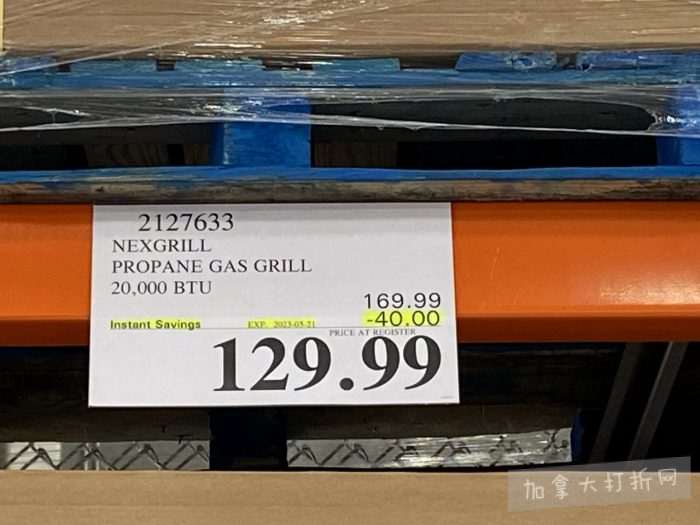 2127633
NEXGRILL
PROPANE GAS GRILL
20,000 BTU
169.99
Instant Savings EXP. 2023-05-21 -40.00
PRICE AT REGISTER
129.99
加拿大打折网